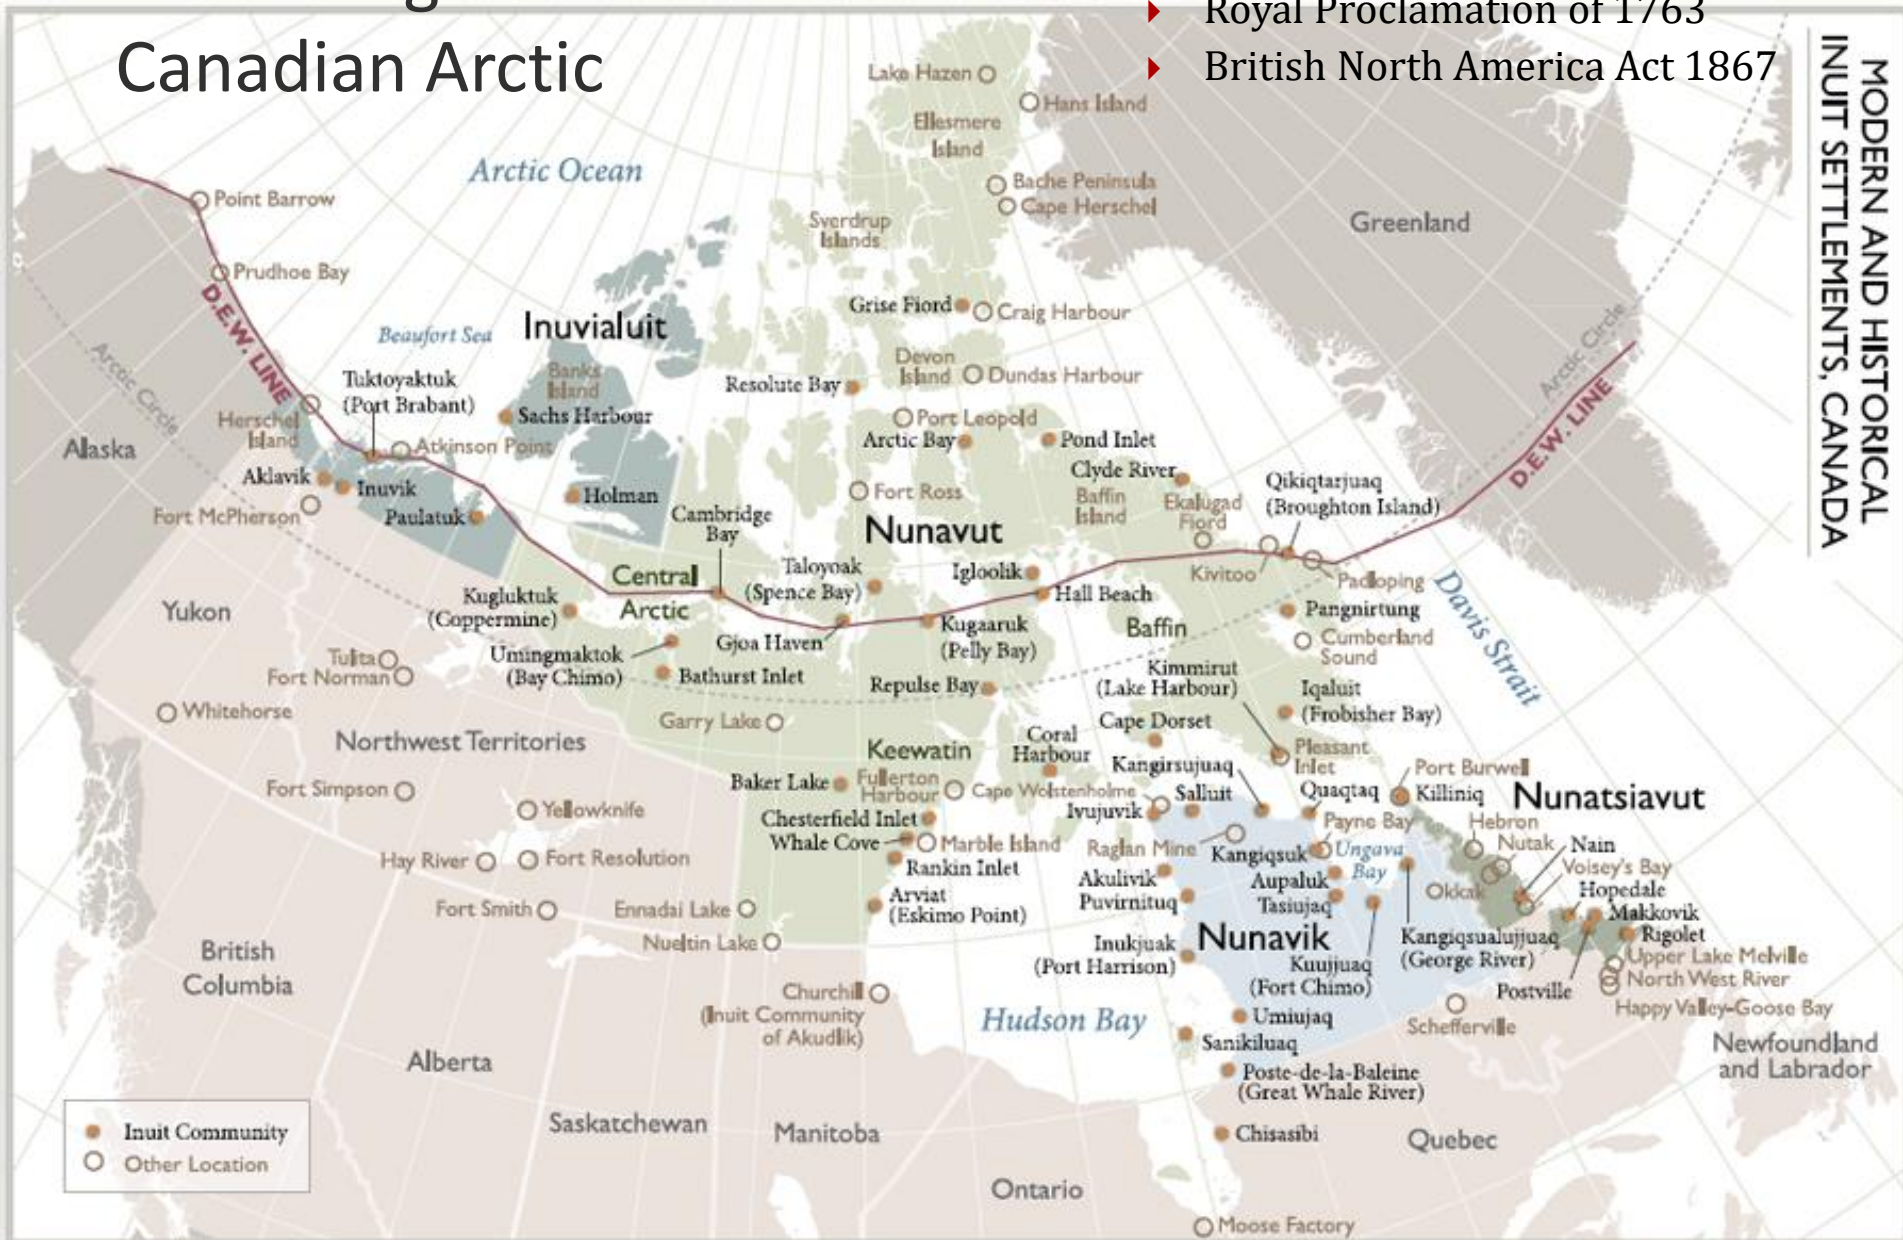 Canadian Arctic
Royal Proclamation of 1763
British North America Act 1867
MODERN AND HISTORICAL
INUIT SETTLEMENTS, CANADA
Lake Hazen
Hans Island
Ellesmere
Island
Arctic Ocean
Bache Peninsula
Cape Herschel
Point Barrow
Sverdrup
Islands
Greenland
Prudhoe Bay
D.E.W. LINE
Grise Fiord
Craig Harbour
Beaufort Sea
Inuvialuit
Arctic Circle
Arctic Circle
D.E.W. LINE
Banks
Island
Devon
Island
Dundas Harbour
Resolute Bay
Tuktoyaktuk
(Port Brabant)
Sachs Harbour
Herschel
Island
Atkinson Point
Port Leopold
Arctic Bay
Pond Inlet
Alaska
Aklavik
Inuvik
Clyde River
Fort McPherson
Paulatuk
Holman
Fort Ross
Baffin
Island
Ekalugad
Fiord
Qikiqtarjuaq
(Broughton Island)
Cambridge
Bay
Nunavut
Central
Arctic
Taloyoak
(Spence Bay)
Igloolik
Hall Beach
Kivitoo
Padloping
Davis Strait
Yukon
Kugluktuk
(Coppermine)
Gjoa Haven
Kugaaruk
(Pelly Bay)
Baffin
Pangnirtung
Cumberland
Sound
Umingmaktok
(Bay Chimo)
Bathurst Inlet
Repulse Bay
Kimmirut
(Lake Harbour)
Iqaluit
(Frobisher Bay)
Tulita
Fort Norman
Whitehorse
Garry Lake
Cape Dorset
Northwest Territories
Keewatin
Coral
Harbour
Kangirsujuaq
Pleasant
Inlet
Port Burwell
Killiniq
Nunatsiavut
Baker Lake
Fullerton
Harbour
Cape Wolstenholme
Ivujuvik
Salluit
Quaqtaq
Fort Simpson
Yellowknife
Chesterfield Inlet
Whale Cove
Marble Island
Raglan Mine
Payne Bay
Kangiqsuk
Ungava
Bay
Hebron
Nutak
Nain
Voisey's Bay
Hay River
Fort Resolution
Rankin Inlet
Akulivik
Puvirnituq
Aupaluk
Tasiujaq
Okkak
Hopedale
Makkovik
Fort Smith
Ennadai Lake
Arviat
(Eskimo Point)
Nueltin Lake
Inukjuak
(Port Harrison)
Nunavik
Kuujjuaq
(Fort Chimo)
Kangiqsualujjuaq
(George River)
Rigolet
Postville
Upper Lake Melville
North West River
Happy Valley-Goose Bay
British
Columbia
Churchill
(Inuit Community
of Akudlik)
Hudson Bay
Umiujaq
Schefferville
Sanikiluaq
Newfoundland
and Labrador
Alberta
Poste-de-la-Baleine
(Great Whale River)
Saskatchewan
Manitoba
Chisasibi
Quebec
Inuit Community
Other Location
Ontario
Moose Factory